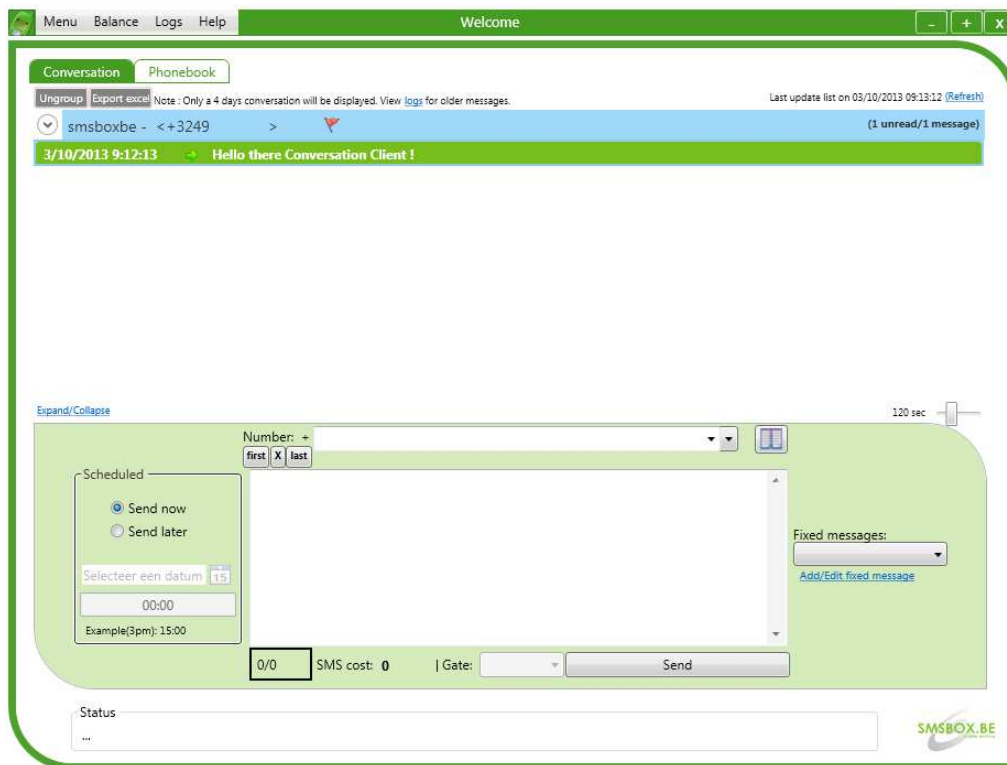 Menu Balance Logs Help Welcome - + x
Conversation Phonebook
Ungroup Export excel Note : Only a 4 days conversation will be displayed. View logs for older messages. Last update list on 03/10/2013 09:13:12 (Refresh)
smsboxbe - <+3249 > (1 unread/1 message)
3/10/2013 9:12:13 Hello there Conversation Client !
Expand/Collapse 120 sec
Number: +
first X last
Scheduled
Send now
Send later
Fixed messages:
Selecteer een datum 15
Add/Edit fixed message
00:00
Example(3pm): 15:00
0/0 SMS cost: 0 | Gate: Send
Status
...
SMSBOX.BE